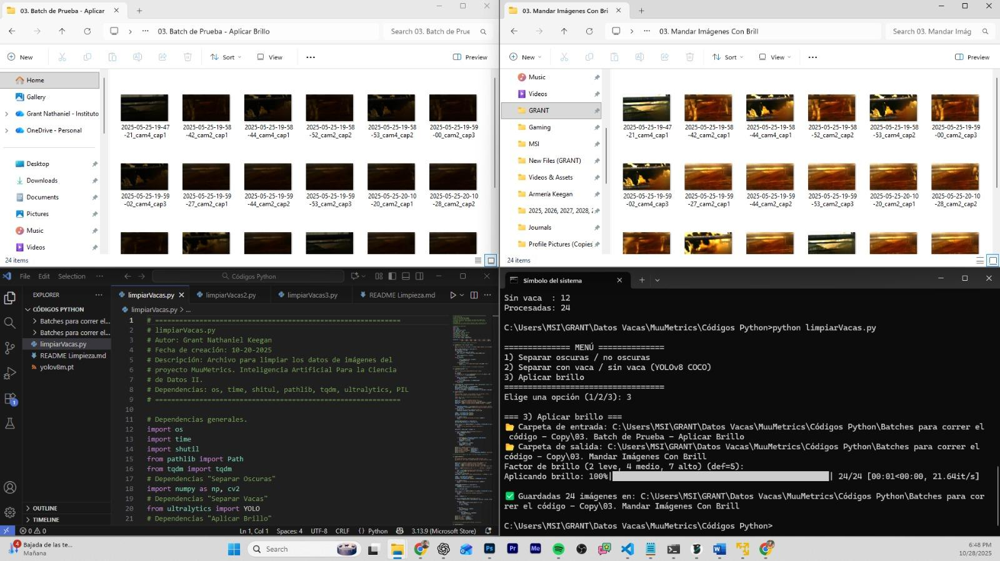 03. Batch de Prueba - Aplicar
03. Batch de Prueba - Aplicar Brillo
Search 03. Batch de Prue
New
Sort
View
Preview
Home
Gallery
Grant Nathaniel - Instituto
OneDrive - Personal
Desktop
Downloads
Documents
Pictures
Music
Videos
2025-05-25-19-47
-21_cam4_cap1
2025-05-25-19-58
-42_cam2_cap1
2025-05-25-19-58
-44_cam4_cap1
2025-05-25-19-58
-52_cam2_cap2
2025-05-25-19-58
-53_cam4_cap2
2025-05-25-19-59
-00_cam2_cap3
2025-05-25-19-59
-02_cam4_cap3
2025-05-25-19-59
-27_cam2_cap1
2025-05-25-19-59
-44_cam2_cap2
2025-05-25-19-59
-53_cam2_cap3
2025-05-25-20-10
-20_cam2_cap1
2025-05-25-20-10
-28_cam2_cap2
24 items
03. Mandar Imágenes Con Bri
03. Mandar Imágenes Con Brill
Search 03. Mandar Imág
New
Sort
View
Preview
Music
Videos
GRANT
Gaming
MSI
New Files (GRANT)
Videos & Assets
Armería Keegan
2025, 2026, 2027, 2028, 2
Journals
Profile Pictures (Copies)
2025-05-25-19-47
-21_cam4_cap1
2025-05-25-19-58
-42_cam2_cap1
2025-05-25-19-58
-44_cam4_cap1
2025-05-25-19-58
-52_cam2_cap2
2025-05-25-19-58
-53_cam4_cap2
2025-05-25-19-59
-00_cam2_cap3
2025-05-25-19-59
-02_cam4_cap3
2025-05-25-19-59
-27_cam2_cap1
2025-05-25-19-59
-44_cam2_cap2
2025-05-25-19-59
-53_cam2_cap3
2025-05-25-20-10
-20_cam2_cap1
2025-05-25-20-10
-28_cam2_cap2
24 items
File Edit Selection
Códigos Python
EXPLORER
CÓDIGOS PYTHON
Batches para correr el...
Batches para correr el...
limpiarVacas.py
README Limpieza.md
yolov8m.pt
OUTLINE
TIMELINE
limpiarVacas.py
limpiarVacas2.py
limpiarVacas3.py
README Limpieza.md
limpiarVacas.py > ...
1 # ============================================================
2 # limpiarVacas.py
3 # Autor: Grant Nathaniel Keegan
4 # Fecha de creación: 10-20-2025
5 # Descripción: Archivo para limpiar los datos de imágenes del
6 # proyecto MuuMetrics. Inteligencia Artificial Para la Ciencia
7 # de Datos II.
8 # Dependencias: os, time, shitul, pathlib, tqdm, ultralytics, PIL
9 # ============================================================
10
11 # Dependencias generales.
12 import os
13 import time
14 import shutil
15 from pathlib import Path
16 from tqdm import tqdm
17 # Dependencias "Separar Oscuras"
18 import numpy as np, cv2
19 # Dependencias "Separar Vacas"
20 from ultralytics import YOLO
21 # Dependencias "Aplicar Brillo"
0 0
Ln 1, Col 1 Spaces: 4 UTF-8 CRLF {} Python 3.13.9 (Microsoft Store)
Símbolo del sistema
Sin vaca : 12
Procesadas: 24
C:\Users\MSI\GRANT\Datos Vacas\MuuMetrics\Códigos Python>python limpiarVacas.py
============== MENÚ ==============
1) Separar oscuras / no oscuras
2) Separar con vaca / sin vaca (YOLOv8 COCO)
3) Aplicar brillo
==================================
Elige una opción (1/2/3): 3
=== 3) Aplicar brillo ===
Carpeta de entrada: C:\Users\MSI\GRANT\Datos Vacas\MuuMetrics\Códigos Python\Batches para correr el
código - Copy\03. Batch de Prueba - Aplicar Brillo
Carpeta de salida: C:\Users\MSI\GRANT\Datos Vacas\MuuMetrics\Códigos Python\Batches para correr el
código - Copy\03. Mandar Imágenes Con Brill
Factor de brillo (2 leve, 4 medio, 7 alto) (def=5):
Aplicando brillo: 100%| | 24/24 [00:01<00:00, 21.64it/s]
Guardadas 24 imágenes en: C:\Users\MSI\GRANT\Datos Vacas\MuuMetrics\Códigos Python\Batches para cor
rer el código - Copy\03. Mandar Imágenes Con Brill
C:\Users\MSI\GRANT\Datos Vacas\MuuMetrics\Códigos Python>
4
Bajada de las te...
Mañana
Search
Ps
Pr
Me
6:48 PM
10/28/2025